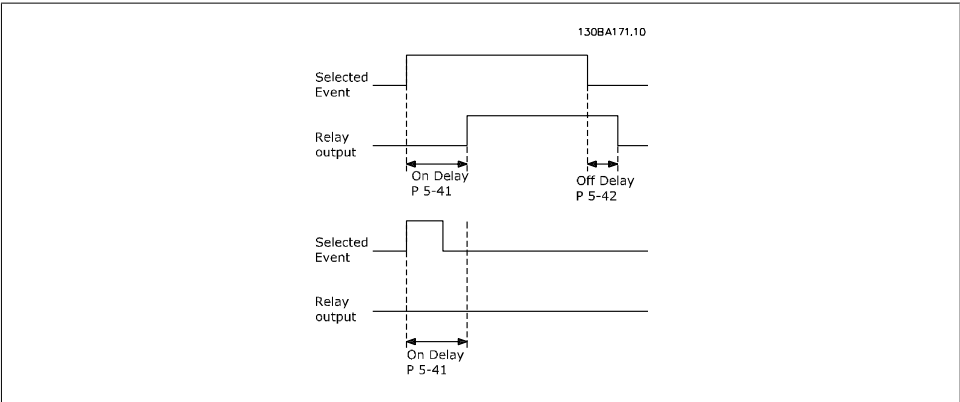 130BA171.10
Selected
Event
Relay
output
On Delay
P 5-41
Off Delay
P 5-42
Selected
Event
Relay
output
On Delay
P 5-41